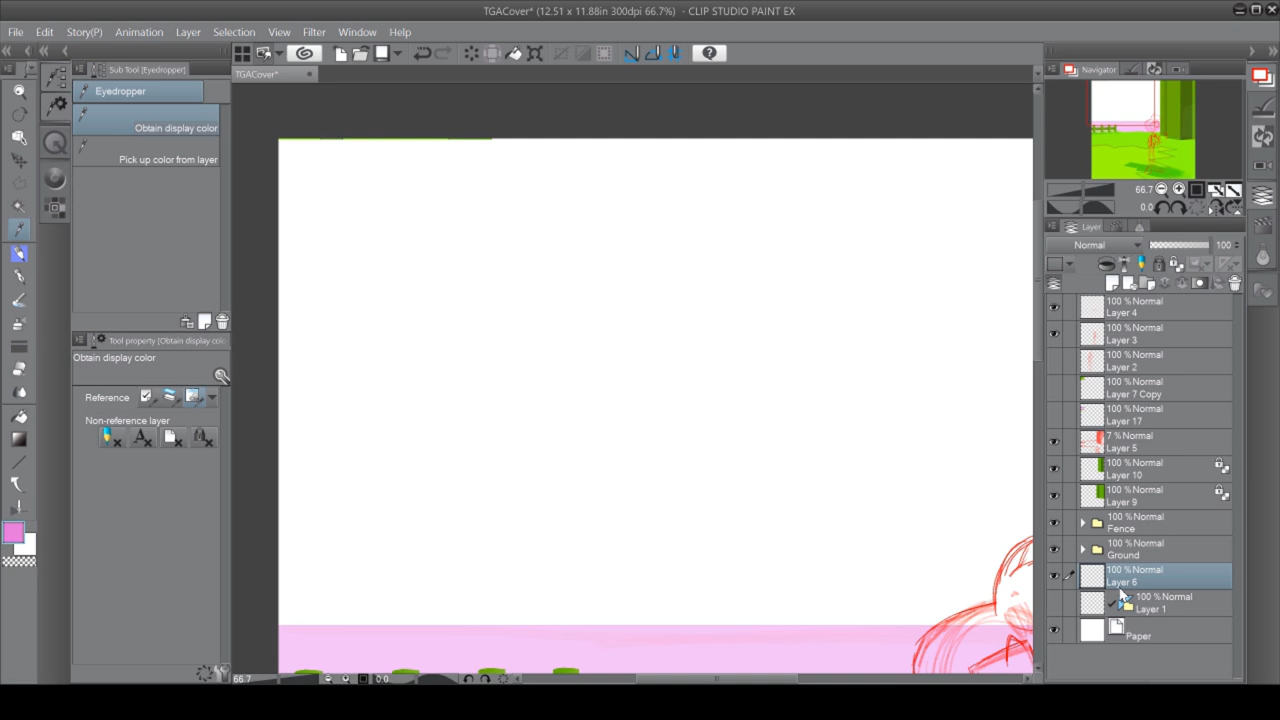 TGACover* (12.51 x 11.88in 300dpi 66.7%)  - CLIP STUDIO PAINT EX
File Edit Story(P) Animation Layer Selection View Filter Window Help
Sub Tool [Eyedropper]
TGACover*
Navigator
Eyedropper
Obtain display color
Pick up color from layer
66.7
0.0
Layer
Normal 100
100 %Normal
Layer 4
100 %Normal
Layer 3
100 %Normal
Layer 2
100 %Normal
Layer 7 Copy
100 %Normal
Layer 17
7 %Normal
Layer 5
100 %Normal
Layer 10
100 %Normal
Layer 9
100 %Normal
Fence
100 %Normal
Ground
100 %Normal
Layer 6
100 %Normal
Layer 1
Paper
Tool property [Obtain display colo
Obtain display color
Reference
Non-reference layer
66.7
0.0